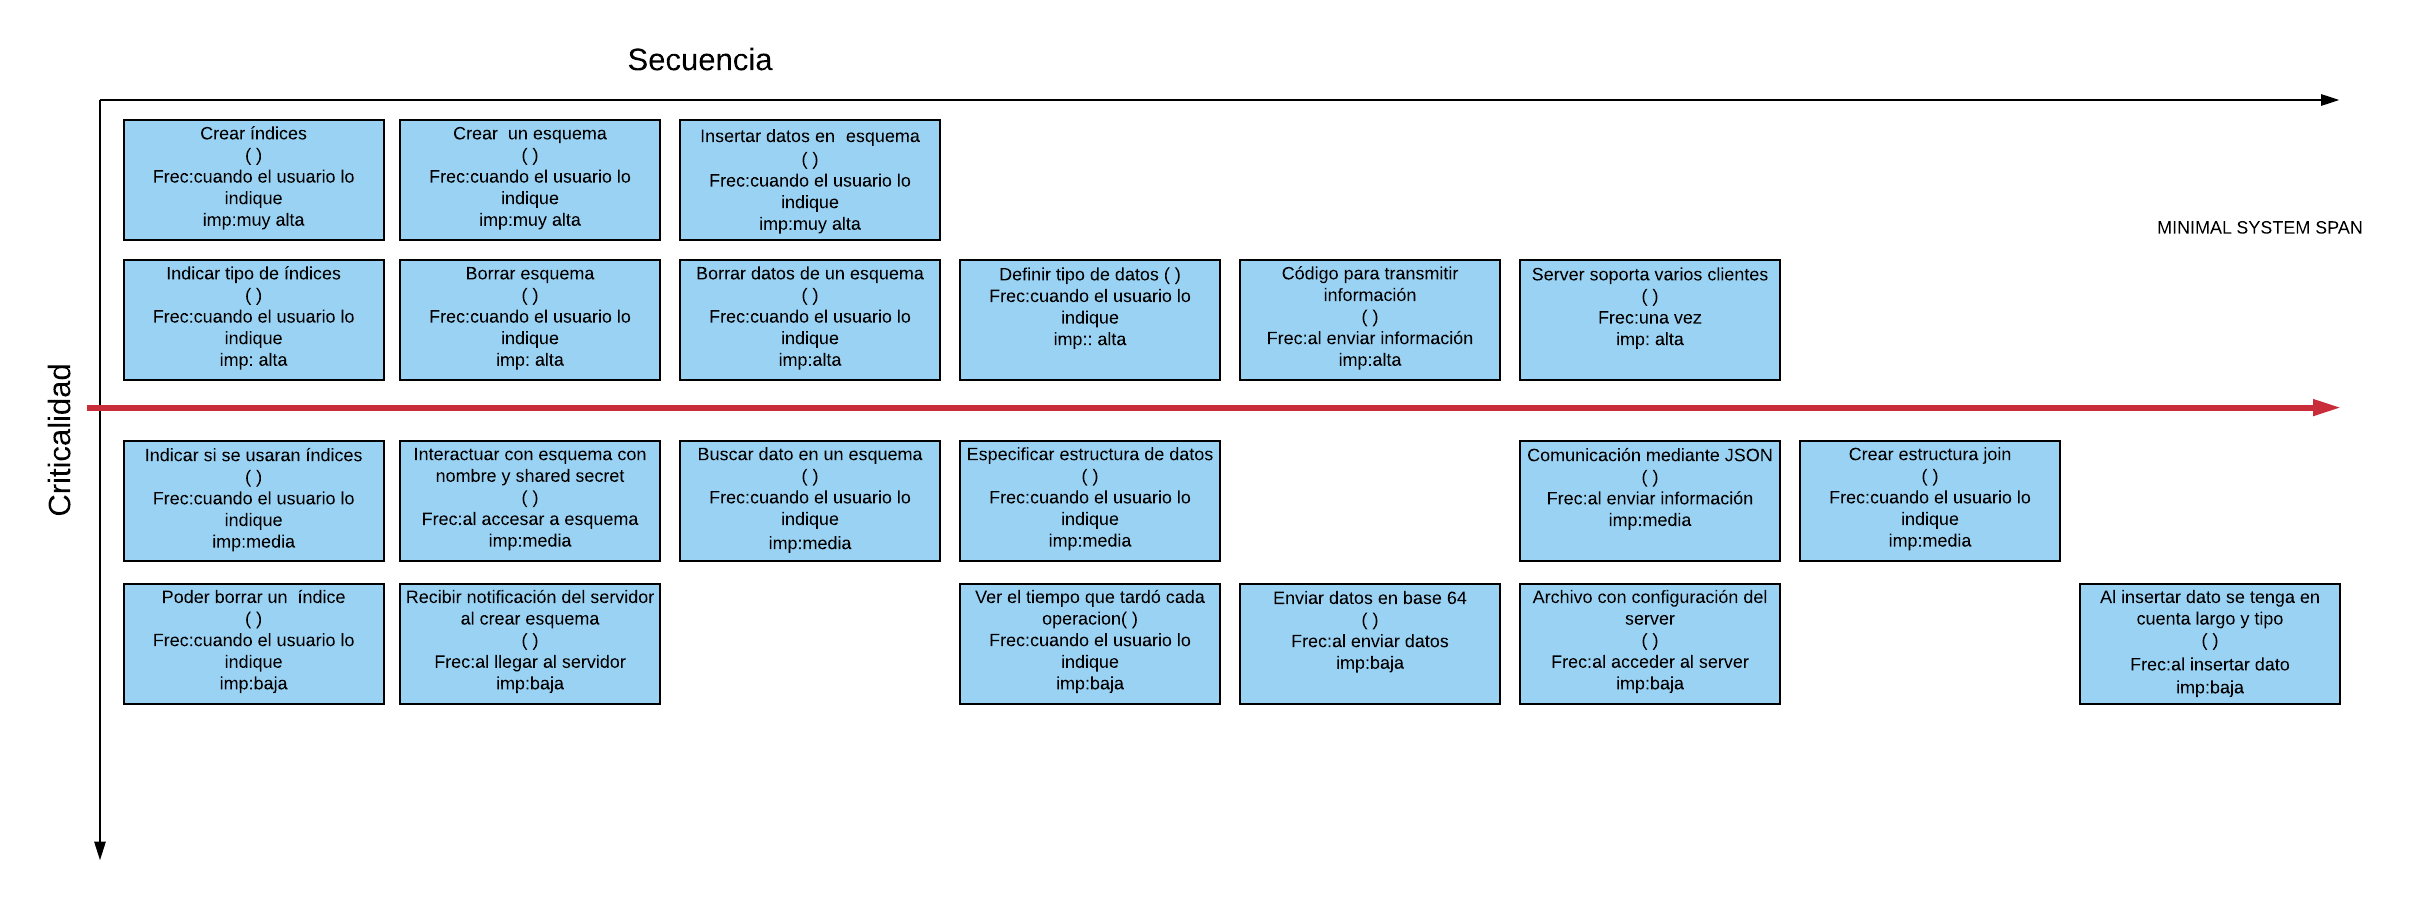 Secuencia
Criticalidad
MINIMAL SYSTEM SPAN
Crear índices
( )
Frec:cuando el usuario lo
indique
imp:muy alta
Crear  un esquema
( )
Frec:cuando el usuario lo
indique
imp:muy alta
Insertar datos en  esquema
( )
Frec:cuando el usuario lo
indique
imp:muy alta
Indicar tipo de índices
( )
Frec:cuando el usuario lo
indique
imp: alta
Borrar esquema
( )
Frec:cuando el usuario lo
indique
imp: alta
Borrar datos de un esquema
( )
Frec:cuando el usuario lo
indique
imp:alta
Definir tipo de datos ( )
Frec:cuando el usuario lo
indique
imp:: alta
Código para transmitir
información
( )
Frec:al enviar información
imp:alta
Server soporta varios clientes
( )
Frec:una vez
imp: alta
Indicar si se usaran índices
( )
Frec:cuando el usuario lo
indique
imp:media
Interactuar con esquema con
nombre y shared secret
( )
Frec:al accesar a esquema
imp:media
Buscar dato en un esquema
( )
Frec:cuando el usuario lo
indique
imp:media
Especificar estructura de datos
( )
Frec:cuando el usuario lo
indique
imp:media
Comunicación mediante JSON
( )
Frec:al enviar información
imp:media
Crear estructura join
( )
Frec:cuando el usuario lo
indique
imp:media
Poder borrar un  índice
( )
Frec:cuando el usuario lo
indique
imp:baja
Recibir notificación del servidor
al crear esquema
( )
Frec:al llegar al servidor
imp:baja
Ver el tiempo que tardó cada
operacion( )
Frec:cuando el usuario lo
indique
imp:baja
Enviar datos en base 64
( )
Frec:al enviar datos
imp:baja
Archivo con configuración del
server
( )
Frec:al acceder al server
imp:baja
Al insertar dato se tenga en
cuenta largo y tipo
( )
Frec:al insertar dato
imp:baja